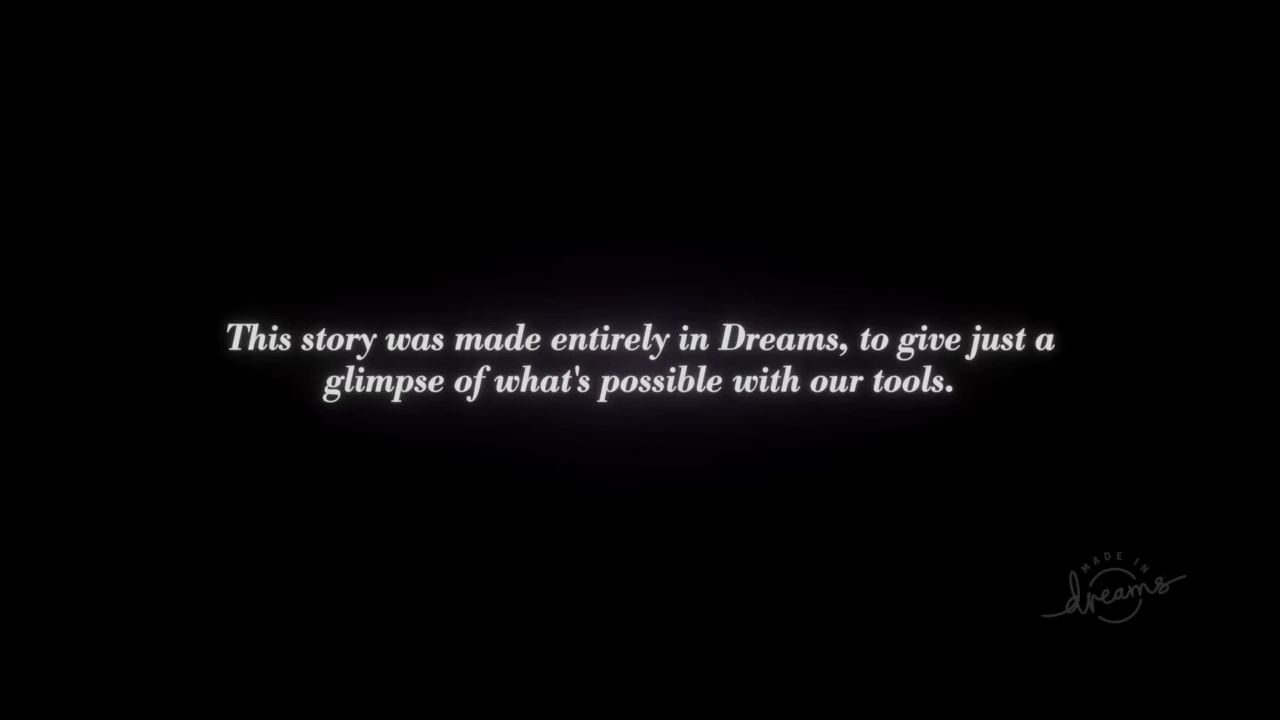 This story was made entirely in Dreams, to give just a
glimpse of what's possible with our tools.
MADE IN
dreams